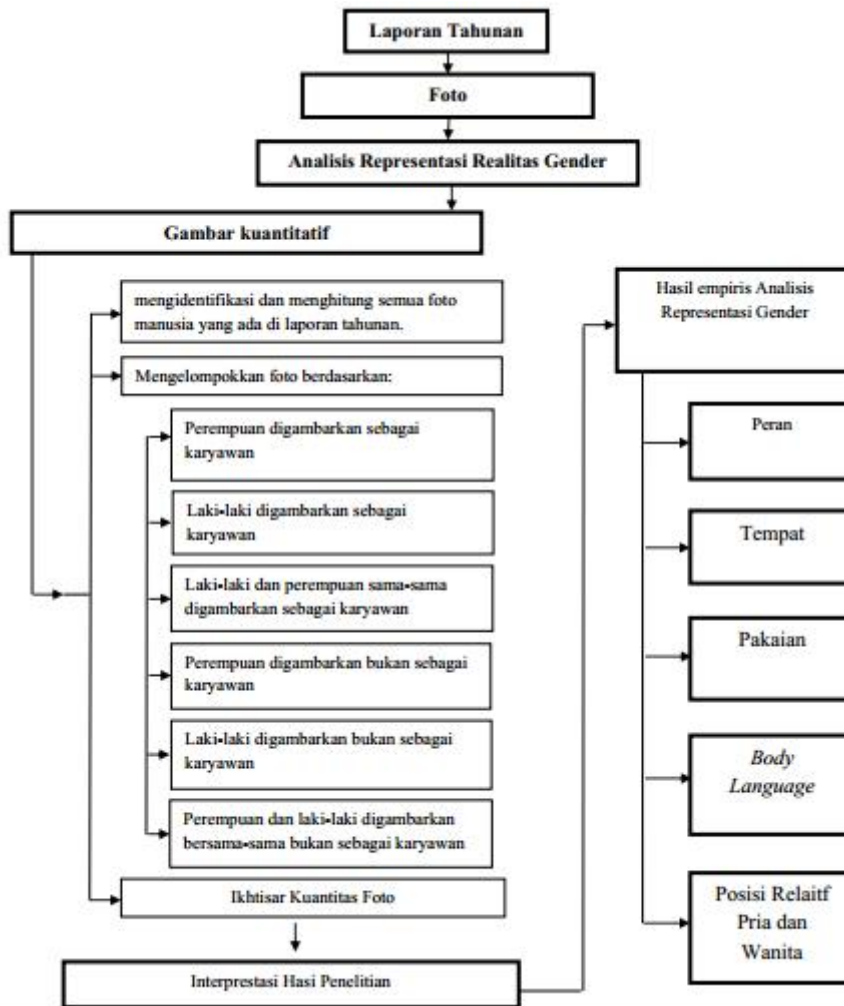 Laporan Tahunan
Foto
Analisis Representasi Realitas Gender
Gambar kuantitatif
mengidentifikasi dan menghitung semua foto
manusia yang ada di laporan tahunan.
Mengelompokkan foto berdasarkan:
Perempuan digambarkan sebagai
karyawan
Laki-laki digambarkan sebagai
karyawan
Laki-laki dan perempuan sama-sama
digambarkan sebagai karyawan
Perempuan digambarkan bukan sebagai
karyawan
Laki-laki digambarkan bukan sebagai
karyawan
Perempuan dan laki-laki digambarkan
bersama-sama bukan sebagai karyawan
Ikhtisar Kuantitas Foto
Interprestasi Hasi Penelitian
Hasil empiris Analisis
Representasi Gender
Peran
Tempat
Pakaian
Body
Language
Posisi Relaitf
Pria dan
Wanita